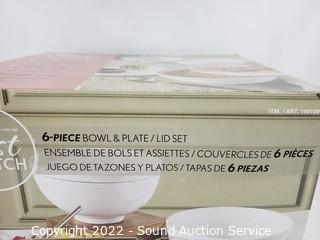 ITM. / ART. 140109
6-PIECE BOWL & PLATE / LID SET
ENSEMBLE DE BOLS ET ASSIETTES / COUVERCLES DE 6 PIÈCES
JUEGO DE TAZONES Y PLATOS / TAPAS DE 6 PIEZAS
Copyright 2022 - Sound Auction Service